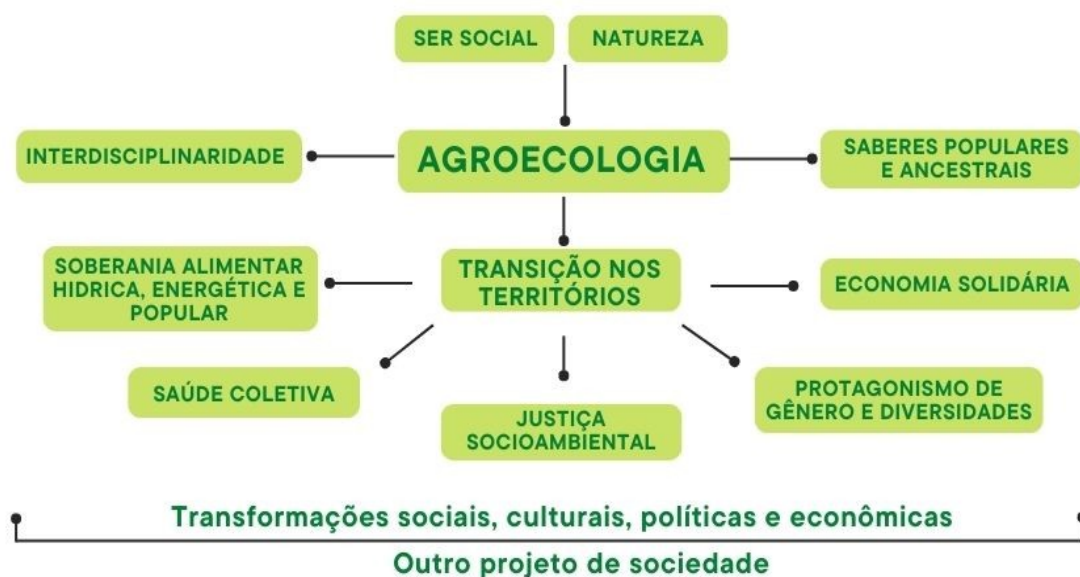 SER SOCIAL
NATUREZA
INTERDISCIPLINARIDADE
AGROECOLOGIA
SABERES POPULARES
E ANCESTRAIS
SOBERANIA ALIMENTAR
HIDRICA, ENERGÉTICA E
POPULAR
TRANSIÇÃO NOS
TERRITÓRIOS
ECONOMIA SOLIDÁRIA
SAÚDE COLETIVA
JUSTIÇA
SOCIOAMBIENTAL
PROTAGONISMO DE
GÊNERO E DIVERSIDADES
Transformações sociais, culturais, políticas e econômicas
Outro projeto de sociedade